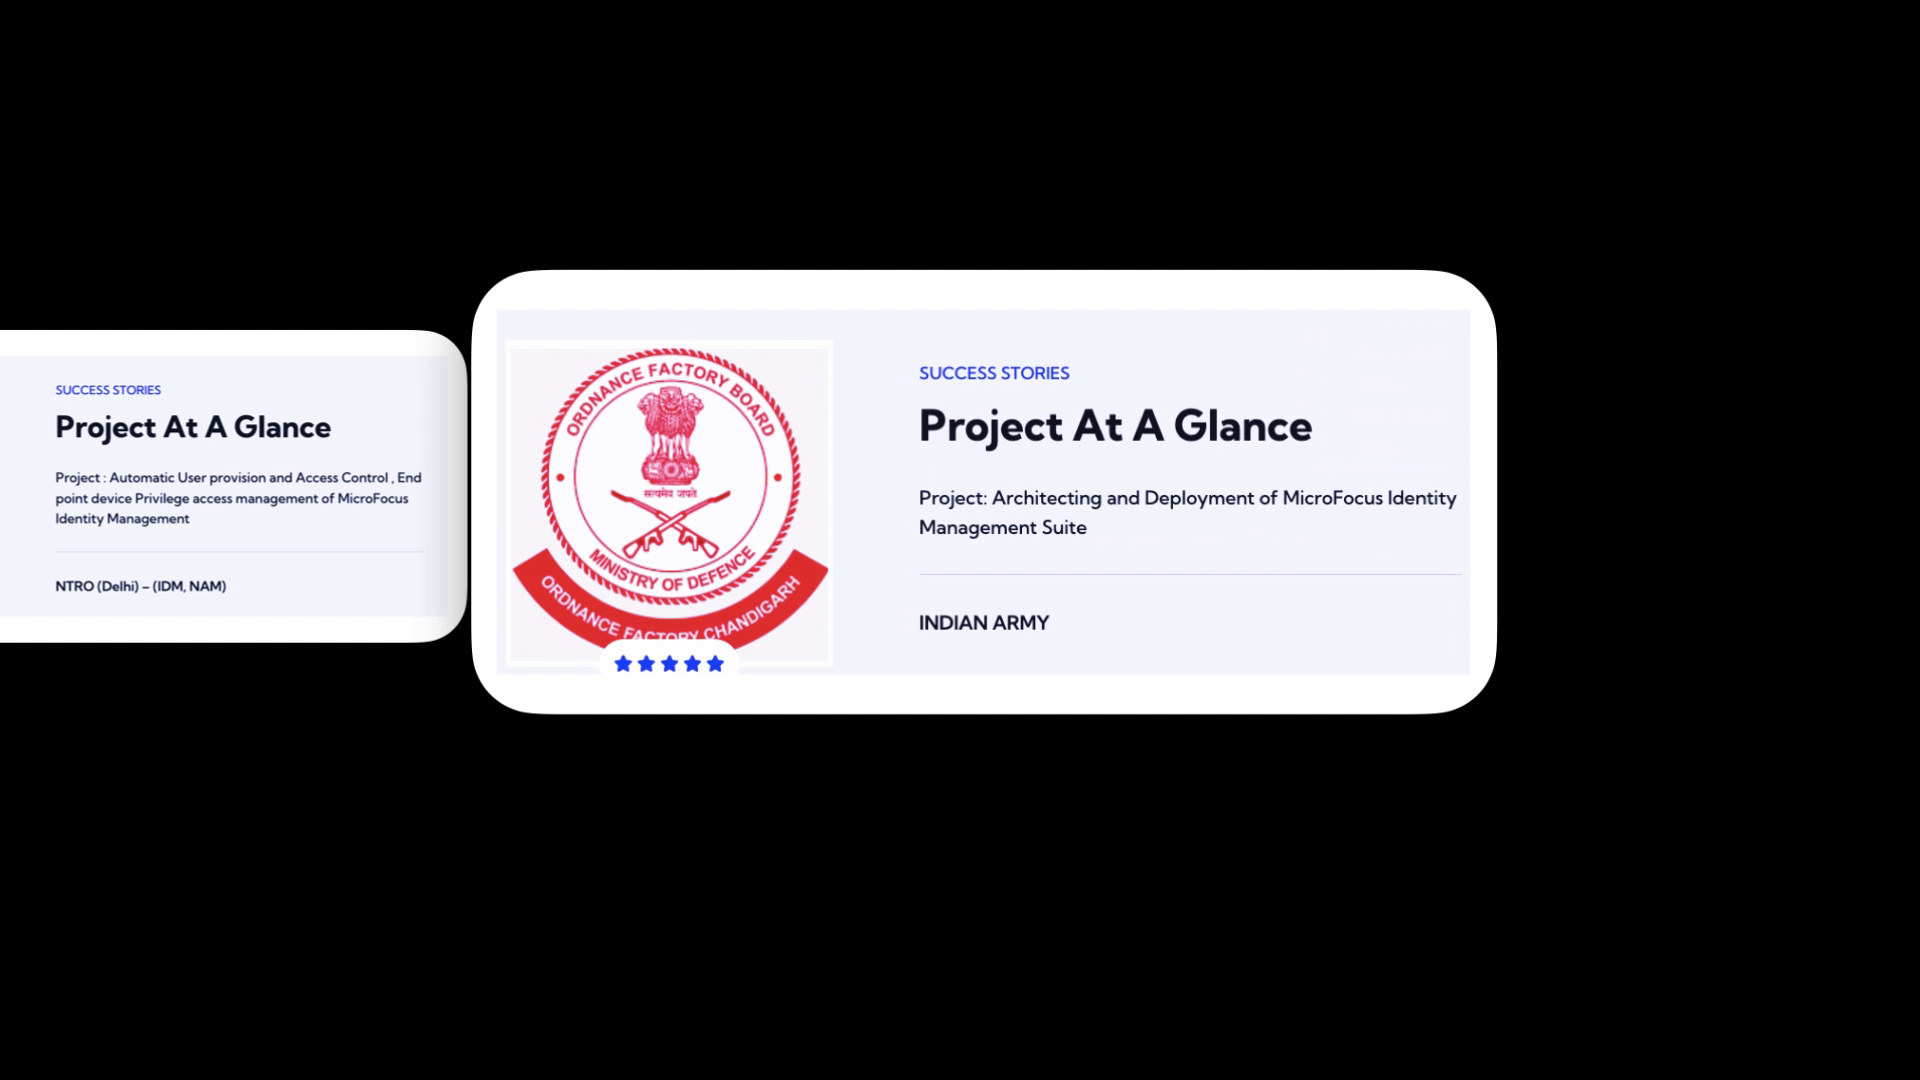 SUCCESS STORIES
Project At A Glance
Project : Automatic User provision and Access Control , End
point device Privilege access management of MicroFocus
Identity Management
NTRO (Delhi) – (IDM, NAM)
ORDNANCE FACTORY BOARD
सत्यमेव जयते
MINISTRY OF DEFENCE
ORDNANCE FACTORY CHANDIGARH
SUCCESS STORIES
Project At A Glance
Project: Architecting and Deployment of MicroFocus Identity
Management Suite
INDIAN ARMY